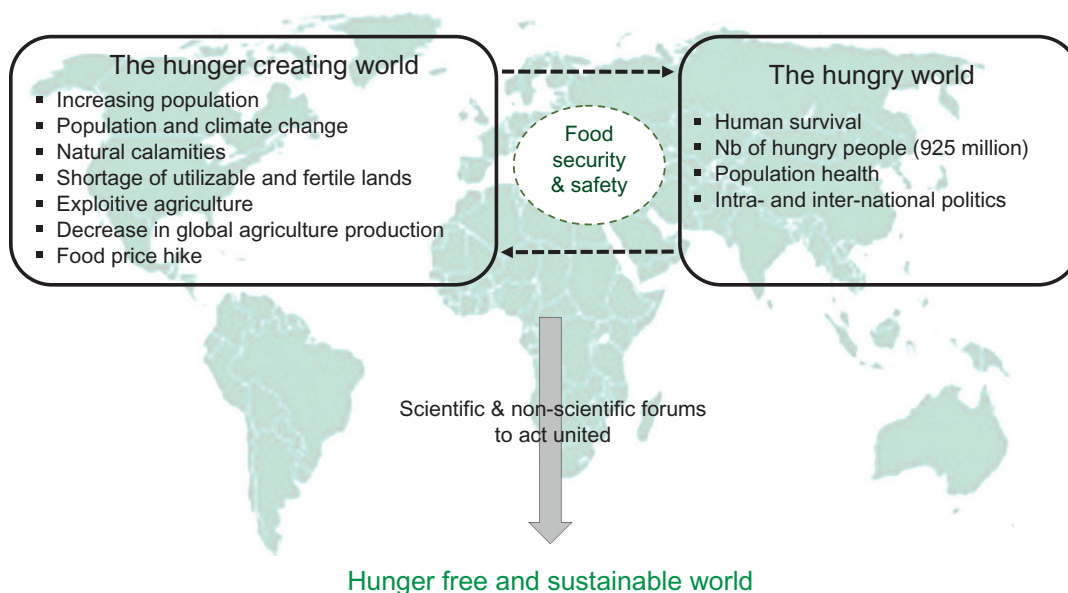 The hunger creating world
▪ Increasing population
▪ Population and climate change
▪ Natural calamities
▪ Shortage of utilizable and fertile lands
▪ Exploitive agriculture
▪ Decrease in global agriculture production
▪ Food price hike
Food
security
& safety
The hungry world
▪ Human survival
▪ Nb of hungry people (925 million)
▪ Population health
▪ Intra- and inter-national politics
Scientific & non-scientific forums
to act united
Hunger free and sustainable world